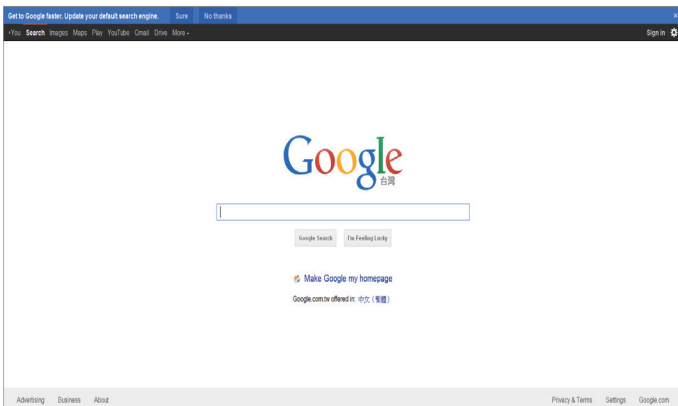 Get to Google faster. Update your default search engine. Sure No thanks x
+You Search Images Maps Play YouTube Gmail Drive More
Sign in
Google
台灣
Google Search I'm Feeling Lucky
Make Google my homepage
Google.com.tw offered in: 中文 (繁體)
Advertising Business About Privacy & Terms Settings Google.com